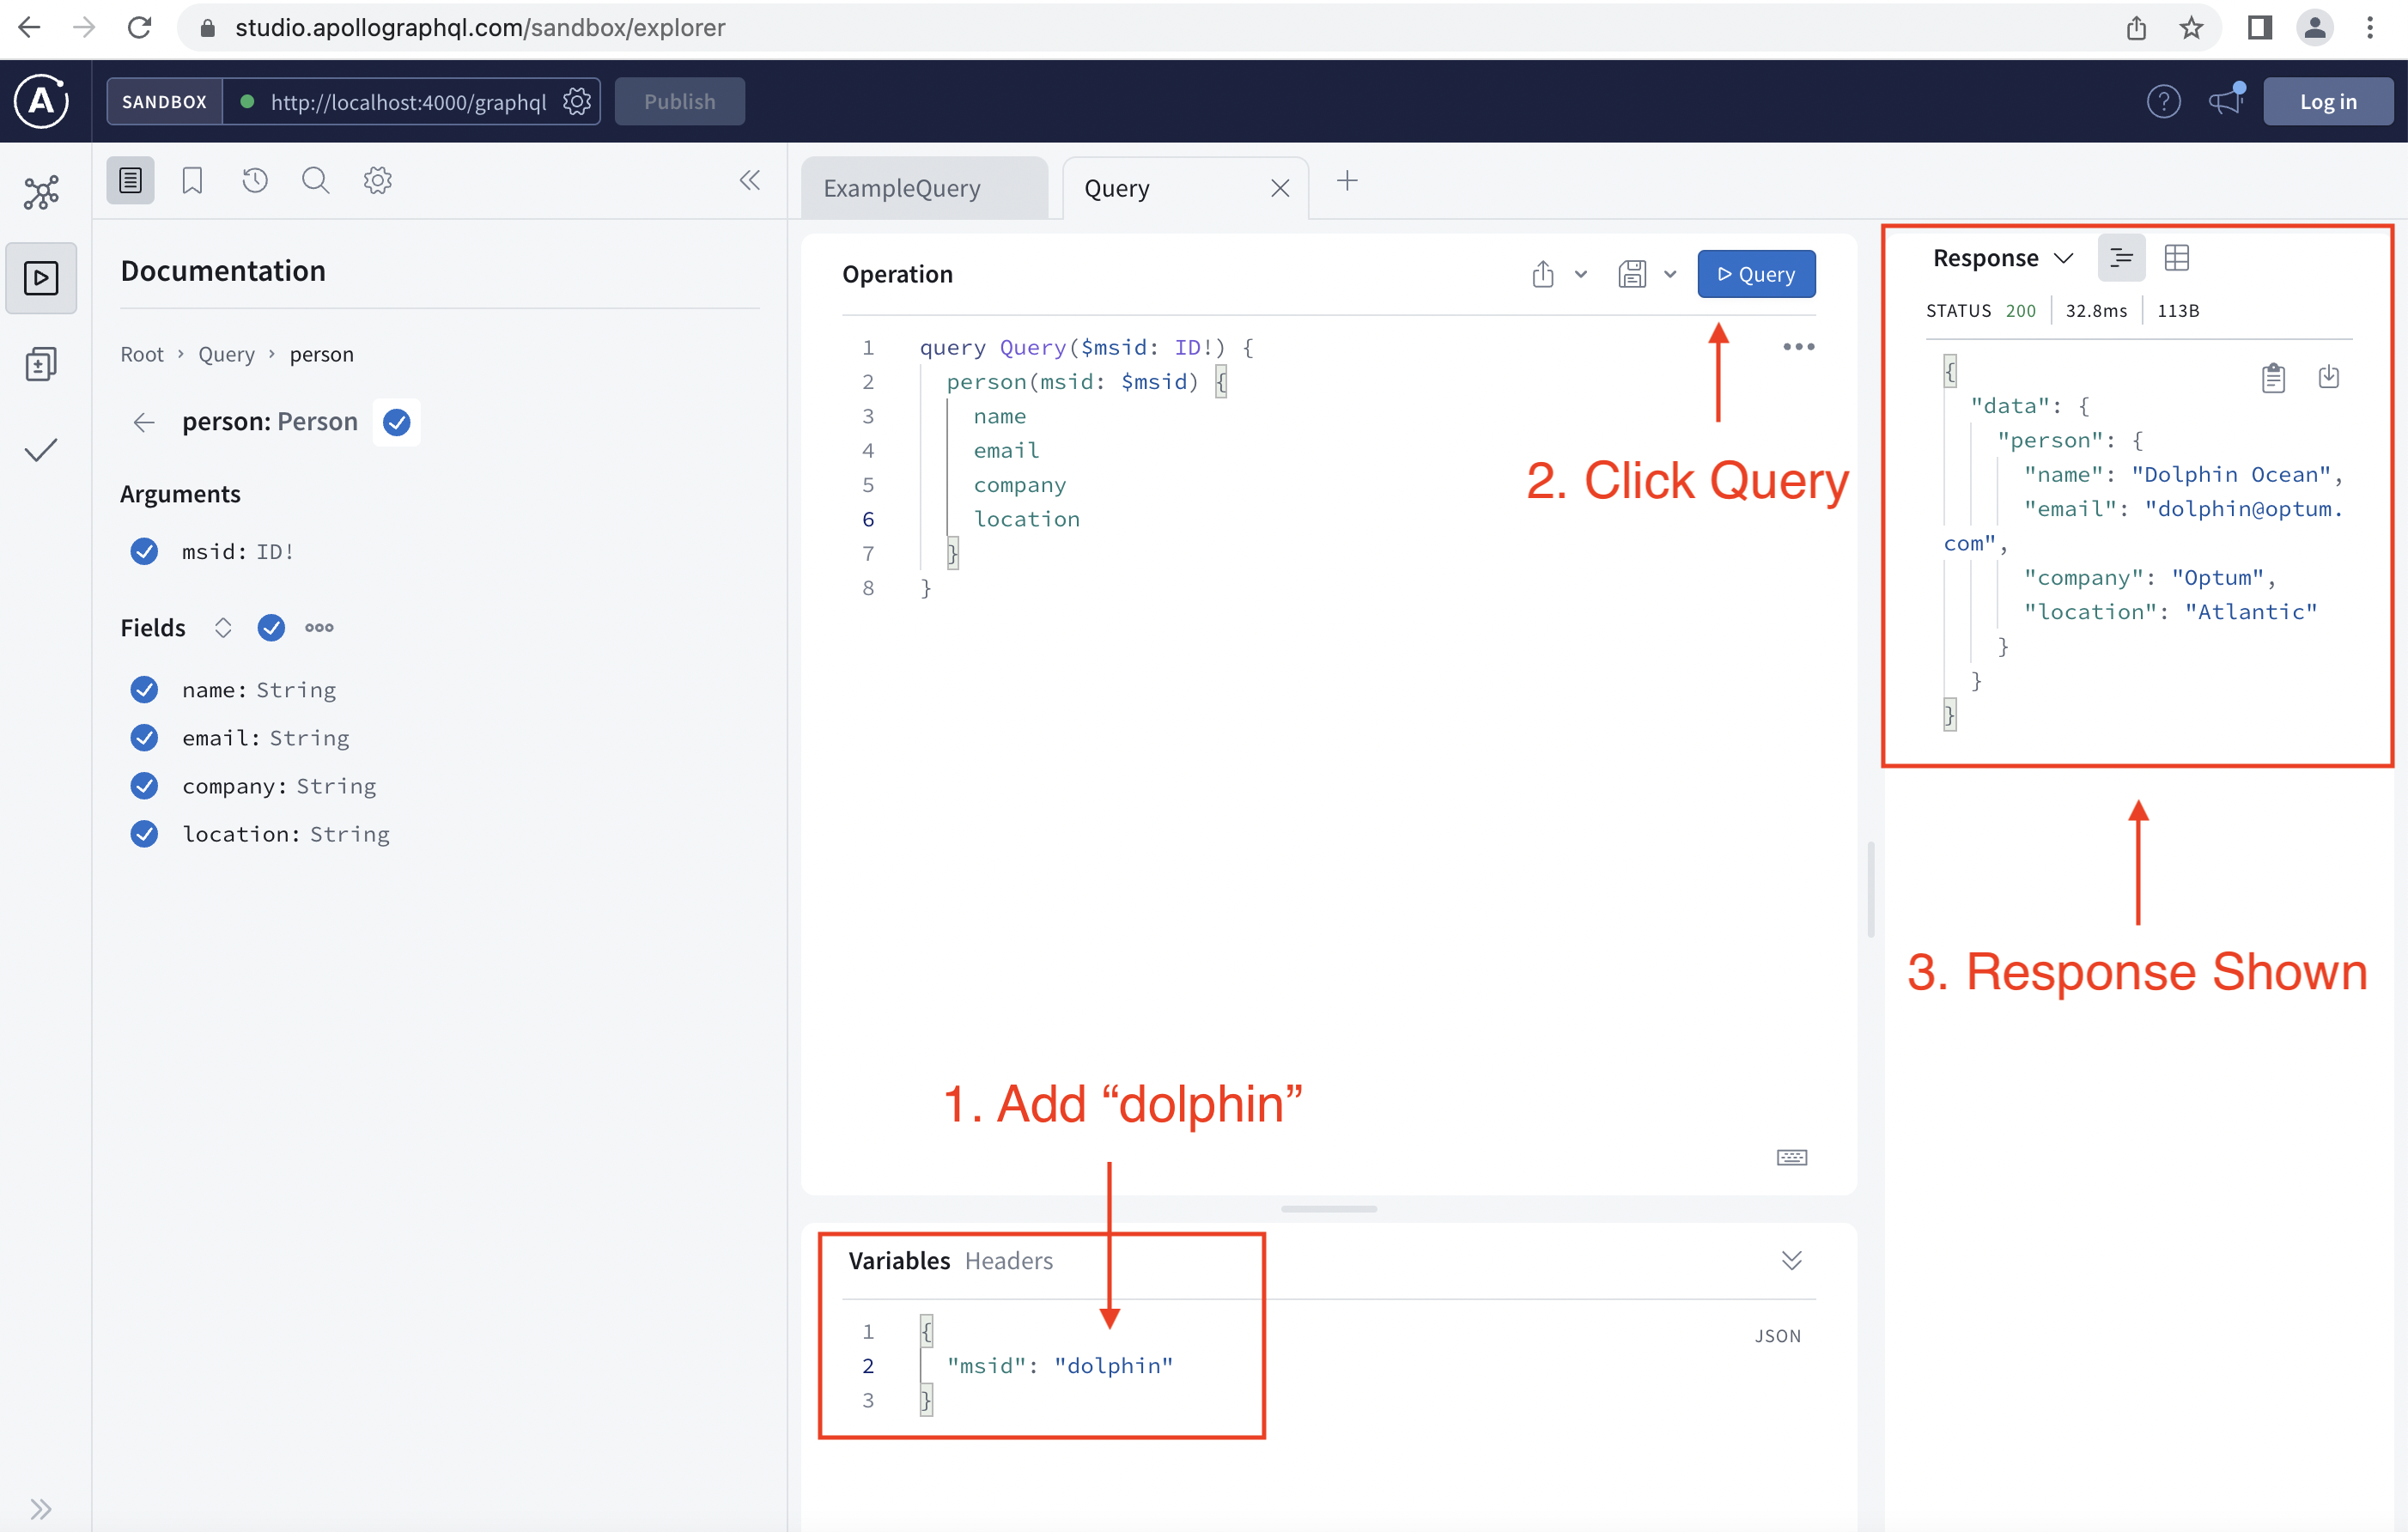 studio.apollographql.com/sandbox/explorer
SANDBOX http://localhost:4000/graphql Publish Log in
ExampleQuery Query
Documentation
Root › Query › person
person: Person
Arguments
msid: ID!
Fields
name: String
email: String
company: String
location: String
Operation
Query
1 query Query($msid: ID!) {
2 person(msid: $msid) {
3 name
4 email
5 company
6 location
7 }
8 }
2. Click Query
1. Add “dolphin”
Variables Headers
JSON
1 {
2 "msid": "dolphin"
3 }
Response
STATUS 200 32.8ms 113B
{
"data": {
"person": {
"name": "Dolphin Ocean",
"email": "dolphin@optum.
com",
"company": "Optum",
"location": "Atlantic"
}
}
}
3. Response Shown